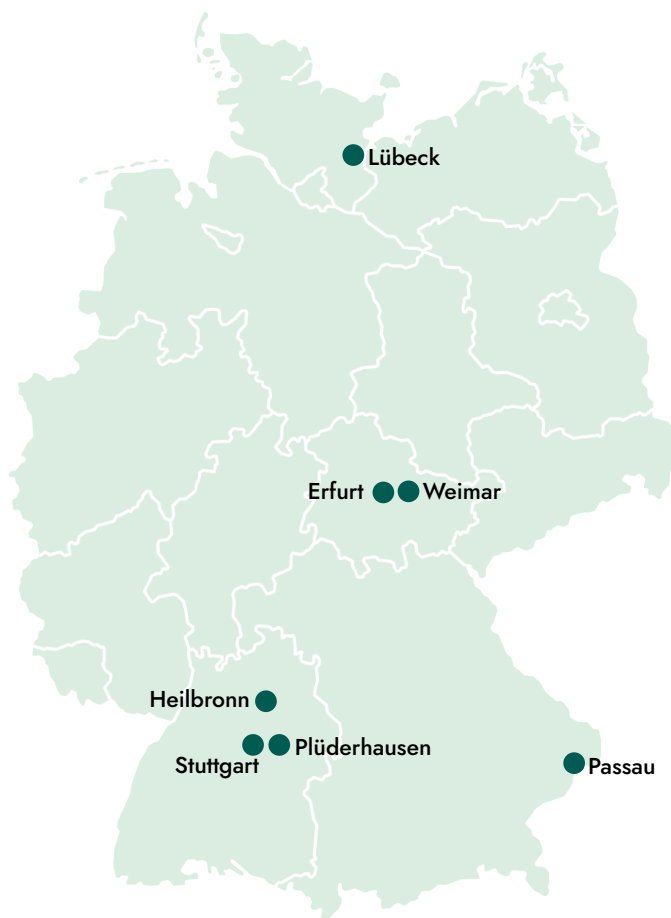 Lübeck
Erfurt
Weimar
Heilbronn
Plüderhausen
Stuttgart
Passau